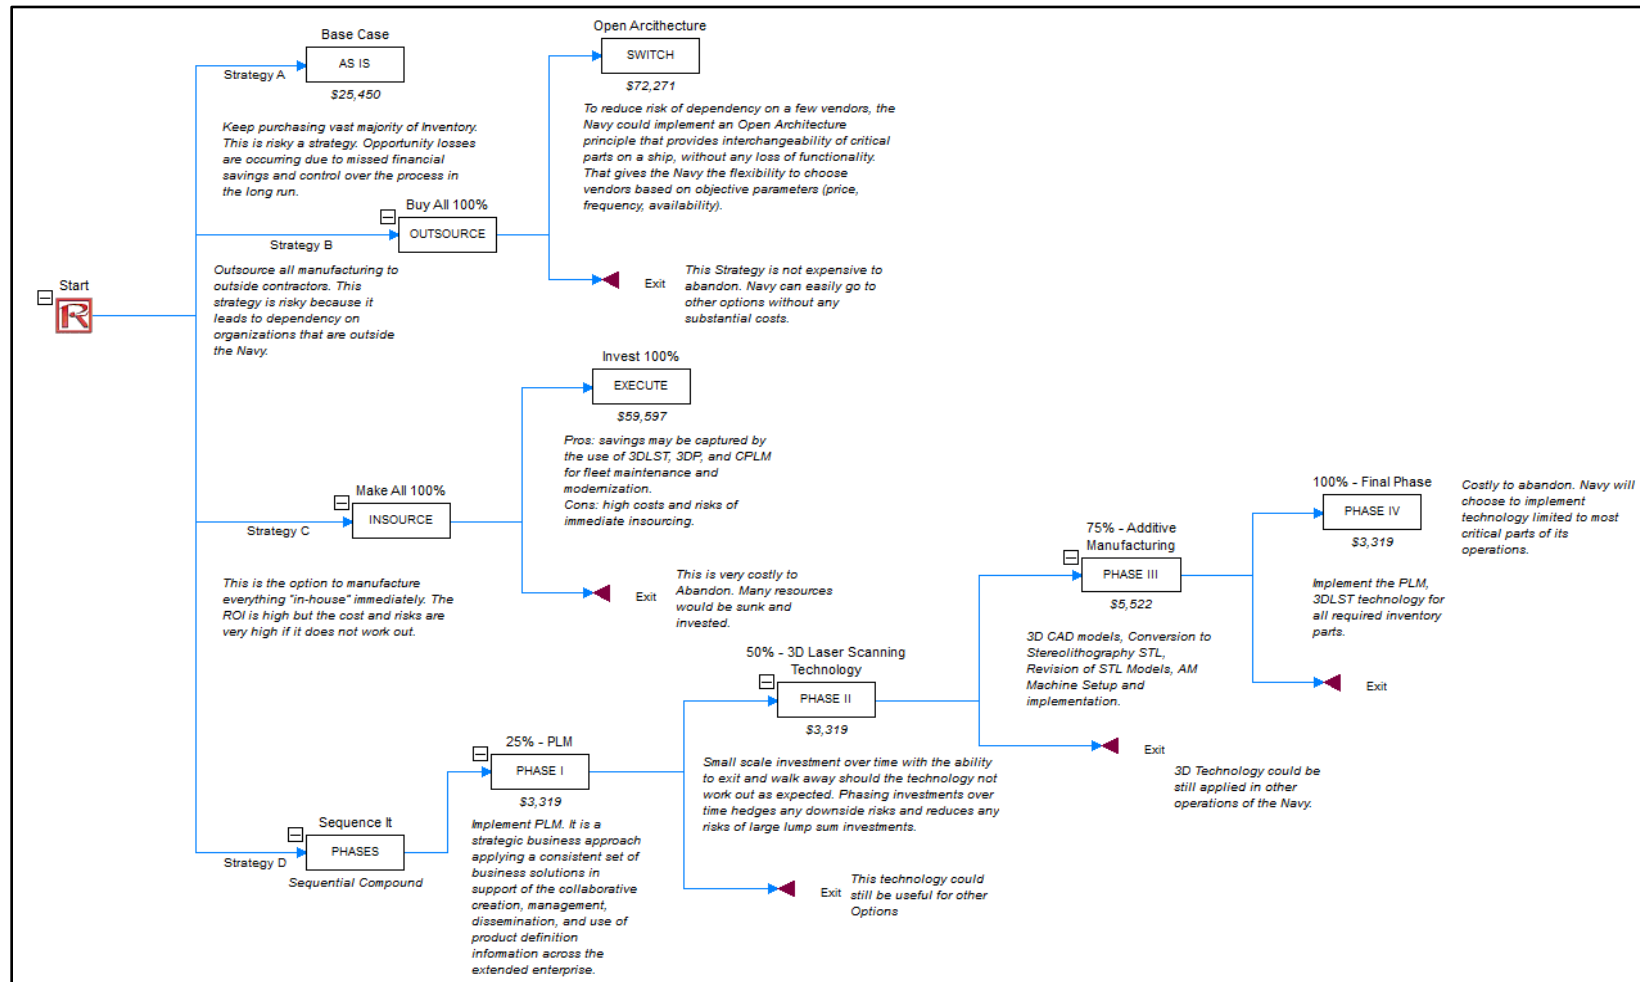 Base Case
AS IS
Strategy A
$25,450
Keep purchasing vast majority of Inventory.
This is risky a strategy. Opportunity losses
are occurring due to missed financial
savings and control over the process in
the long run.
Open Arcithecture
SWITCH
$72,271
To reduce risk of dependency on a few vendors, the
Navy could implement an Open Architecture
principle that provides interchangeability of critical
parts on a ship, without any loss of functionality.
That gives the Navy the flexibility to choose
vendors based on objective parameters (price,
frequency, availability).
Buy All 100%
OUTSOURCE
Strategy B
Outsource all manufacturing to
outside contractors. This
strategy is risky because it
leads to dependency on
organizations that are outside
the Navy.
Exit
This Strategy is not expensive to
abandon. Navy can easily go to
other options without any
substantial costs.
Start
R
Invest 100%
EXECUTE
$59,597
Pros: savings may be captured by
the use of 3DLST, 3DP, and CPLM
for fleet maintenance and
modernization.
Cons: high costs and risks of
immediate insourcing.
Make All 100%
INSOURCE
Strategy C
This is the option to manufacture
everything "in-house" immediately. The
ROI is high but the cost and risks are
very high if it does not work out.
Exit
This is very costly to
Abandon. Many resources
would be sunk and
invested.
100% - Final Phase
PHASE IV
$3,319
Costly to abandon. Navy will
choose to implement
technology limited to most
critical parts of its
operations.
Implement the PLM,
3DLST technology for
all required inventory
parts.
Exit
75% - Additive
Manufacturing
PHASE III
$5,522
3D CAD models, Conversion to
Stereolithography STL,
Revision of STL Models, AM
Machine Setup and
implementation.
Exit
3D Technology could be
still applied in other
operations of the Navy.
50% - 3D Laser Scanning
Technology
PHASE II
$3,319
Small scale investment over time with the ability
to exit and walk away should the technology not
work out as expected. Phasing investments over
time hedges any downside risks and reduces any
risks of large lump sum investments.
Exit
This technology could
still be useful for other
Options
25% - PLM
PHASE I
$3,319
Implement PLM. It is a
strategic business approach
applying a consistent set of
business solutions in
support of the collaborative
creation, management,
dissemination, and use of
product definition
information across the
extended enterprise.
Sequence It
PHASES
Strategy D
Sequential Compound